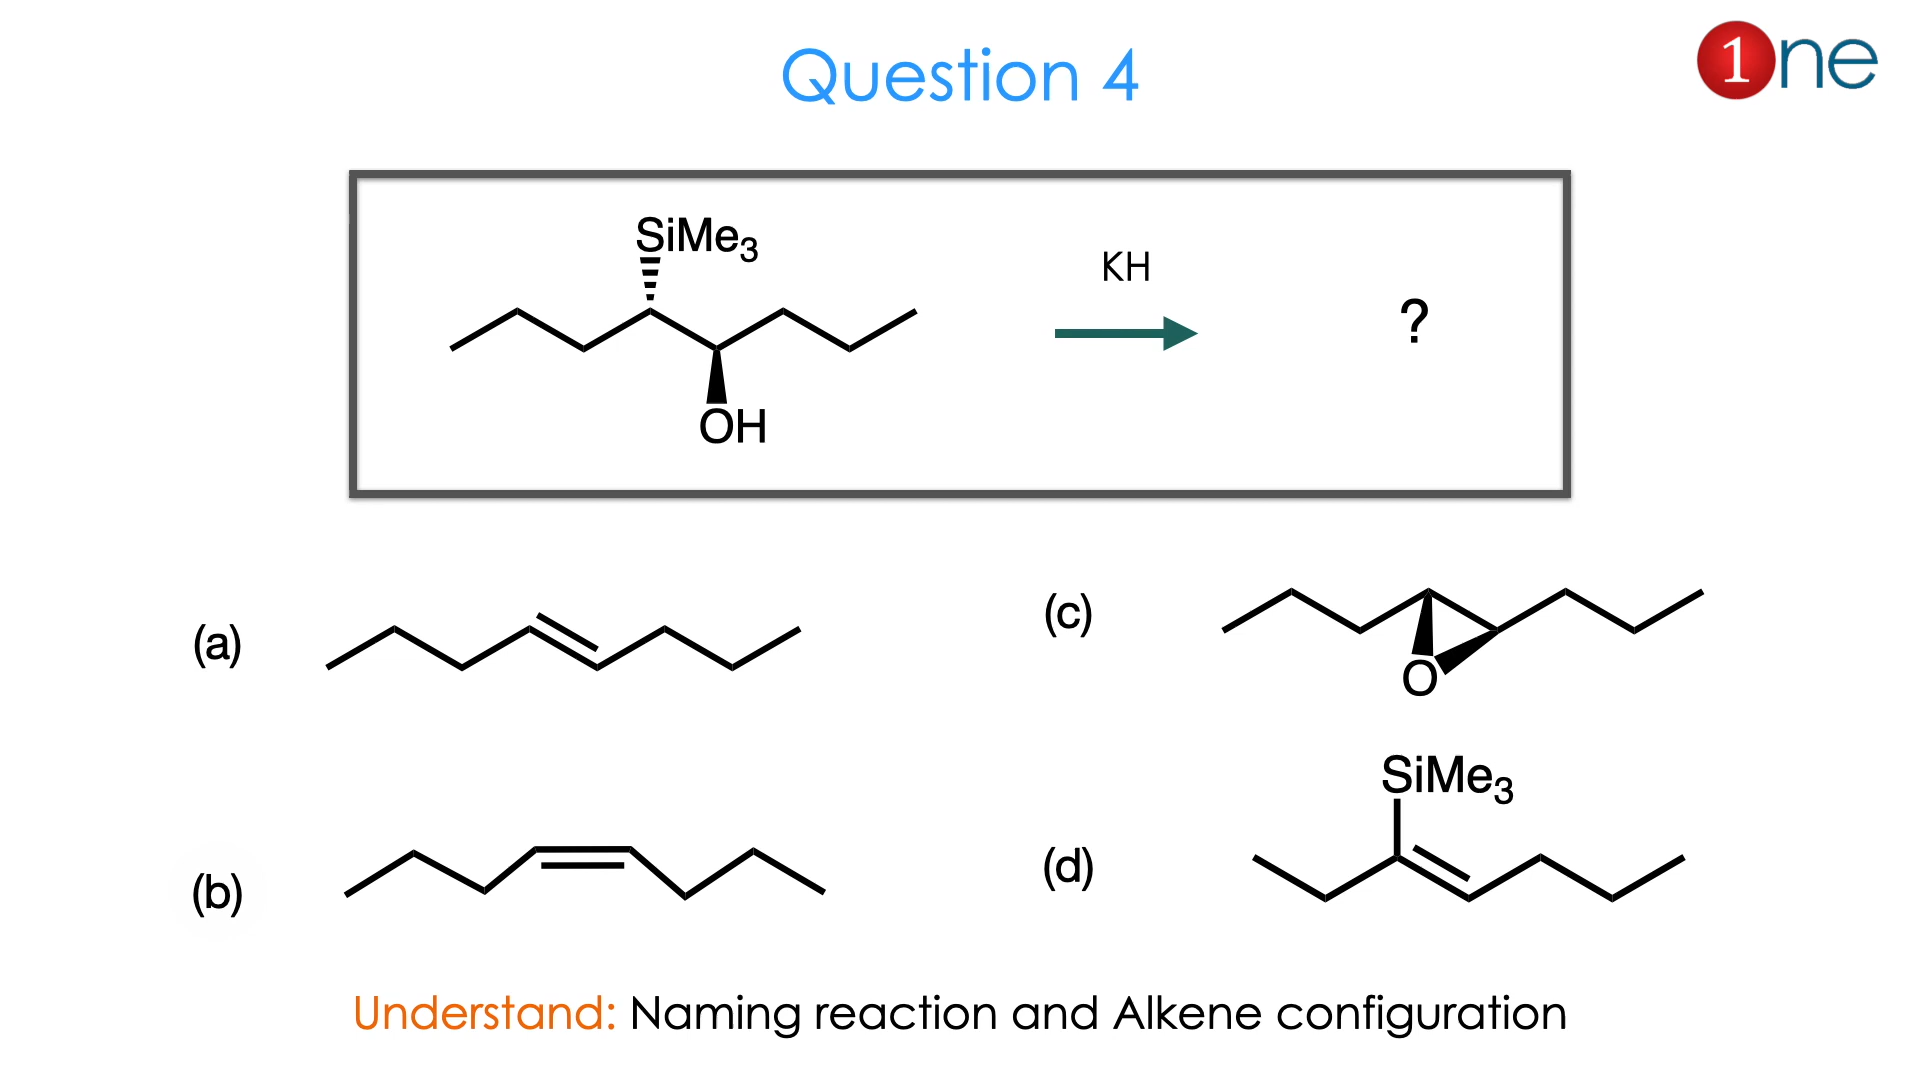 Question 4
1ne
SiMe3
OH
KH
?
(a)
(c)
O
(b)
(d)
SiMe3
Understand: Naming reaction and Alkene configuration